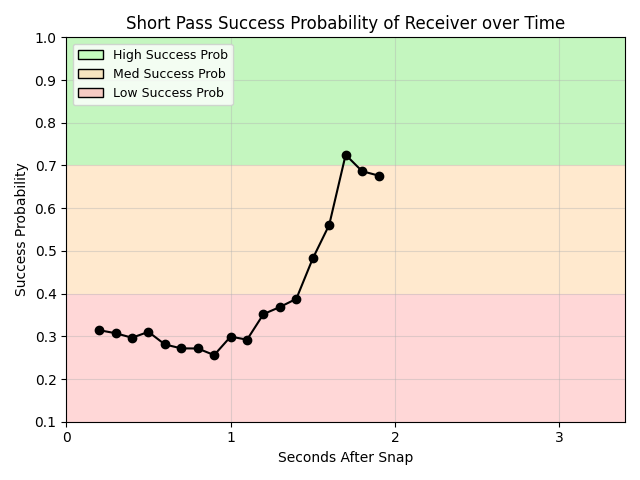 Short Pass Success Probability of Receiver over Time
1.0
0.9
0.8
0.7
0.6
0.5
0.4
0.3
0.2
0.1
Success Probability
High Success Prob
Med Success Prob
Low Success Prob
0
1
2
3
Seconds After Snap